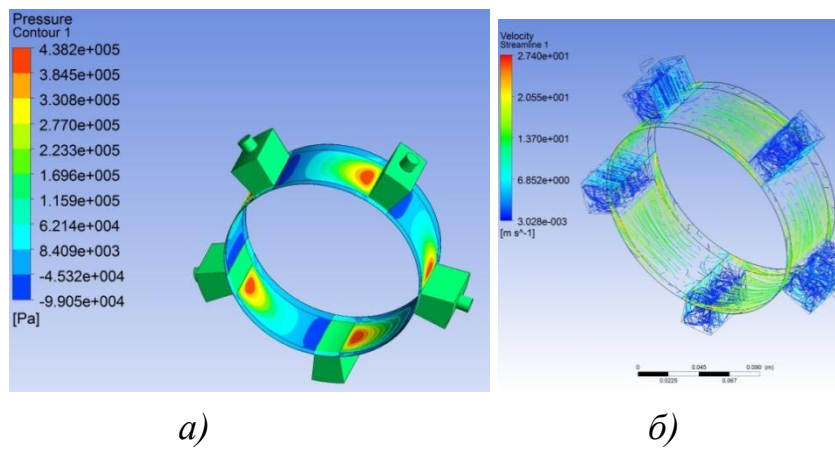 Pressure
Contour 1
4.382e+005
3.845e+005
3.308e+005
2.770e+005
2.233e+005
1.696e+005
1.159e+005
6.214e+004
8.409e+003
-4.532e+004
-9.905e+004
[Pa]
Velocity
Streamline 1
2.740e+001
2.055e+001
1.370e+001
6.852e+000
3.028e-003
[m s^-1]
0 0.045 0.090 (m)
0.0225 0.067
а) б)